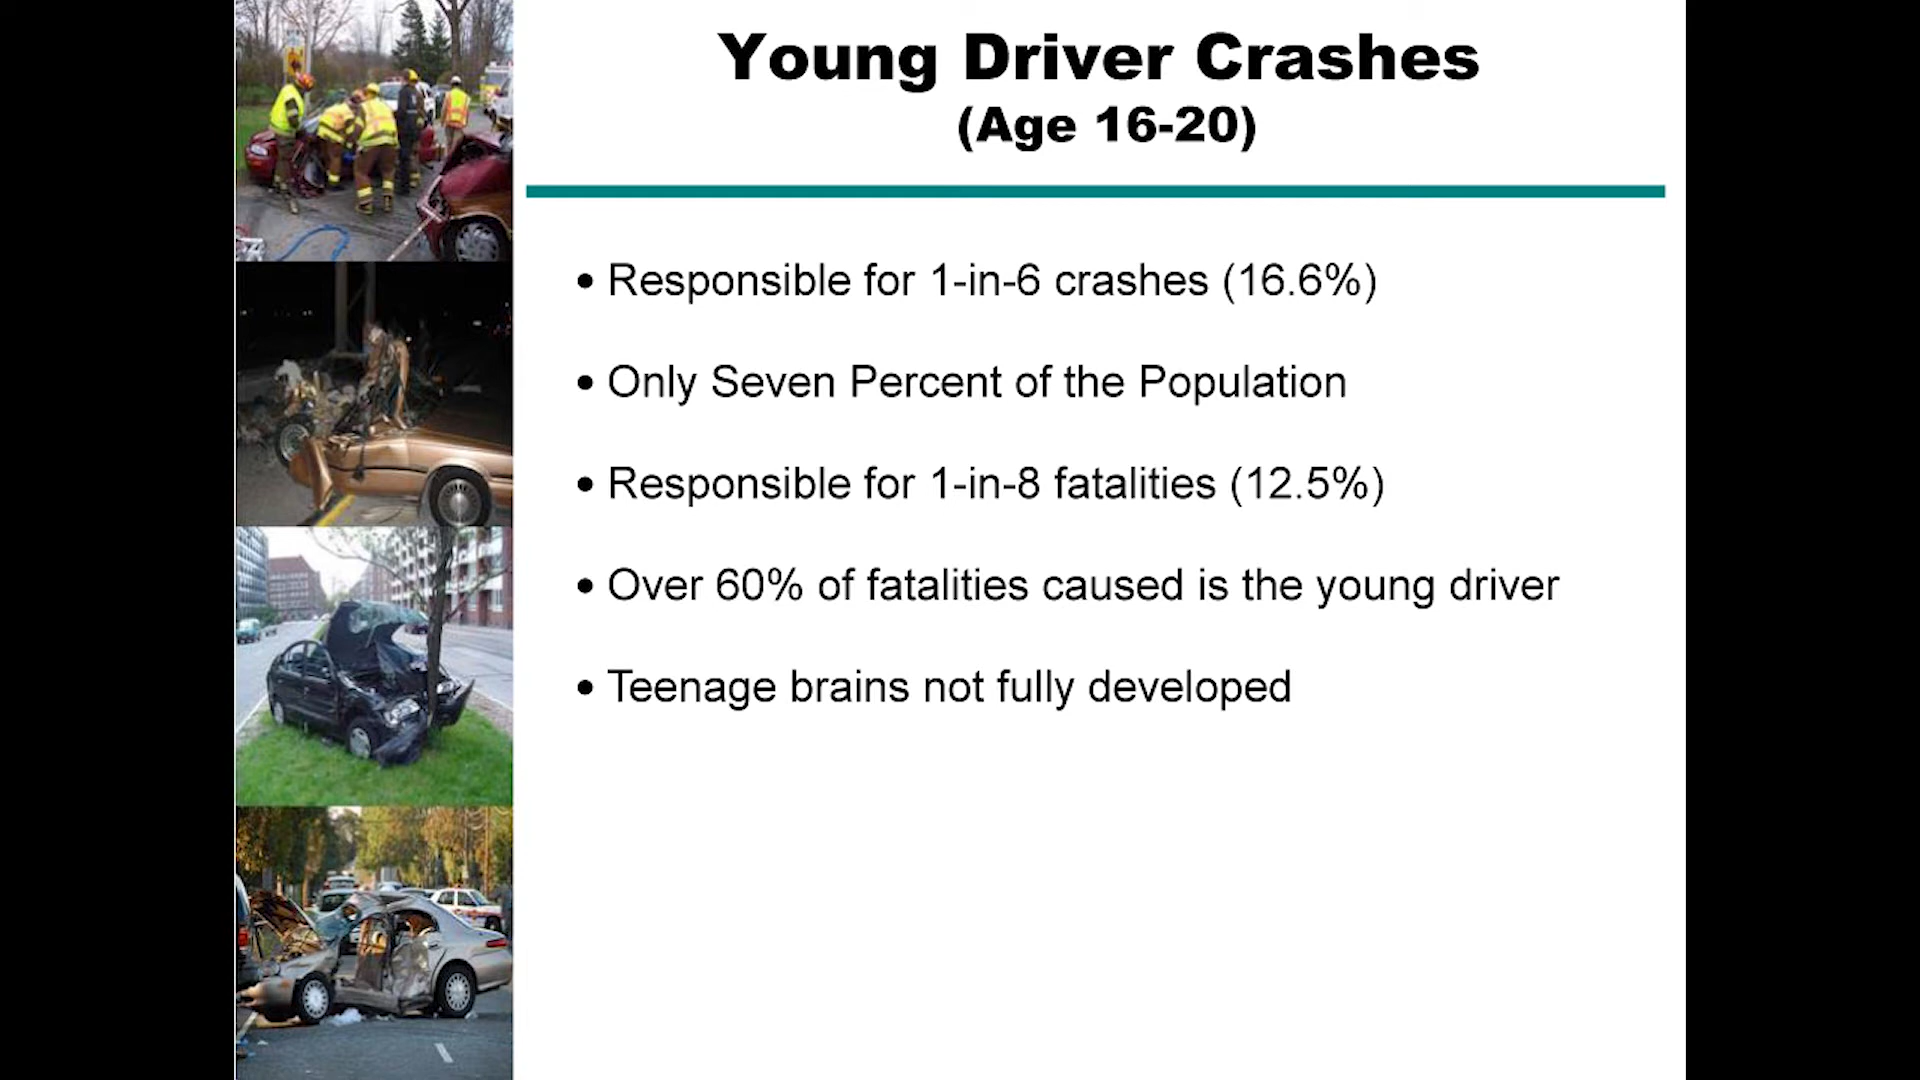 Young Driver Crashes
(Age 16-20)
• Responsible for 1-in-6 crashes (16.6%)
• Only Seven Percent of the Population
• Responsible for 1-in-8 fatalities (12.5%)
• Over 60% of fatalities caused is the young driver
• Teenage brains not fully developed